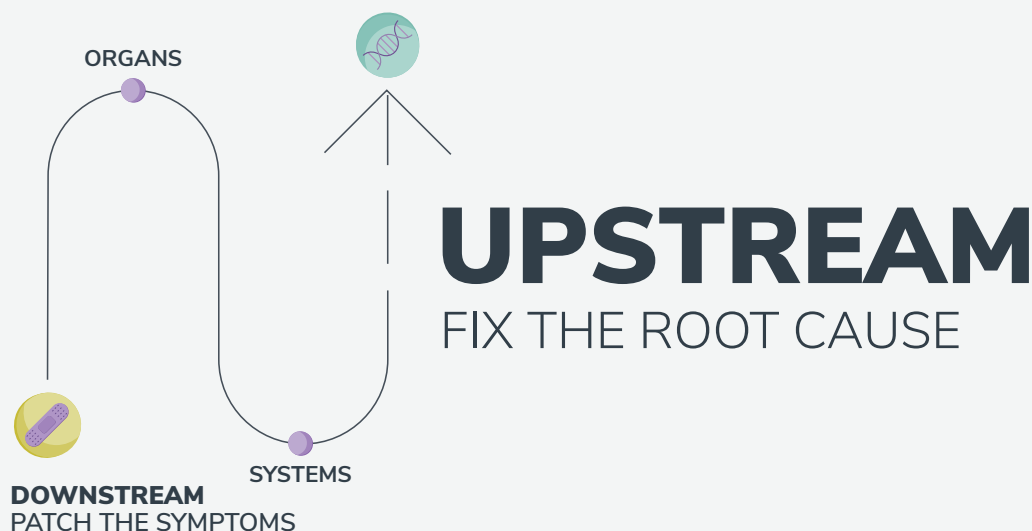 ORGANS
UPSTREAM
FIX THE ROOT CAUSE
SYSTEMS
DOWNSTREAM
PATCH THE SYMPTOMS